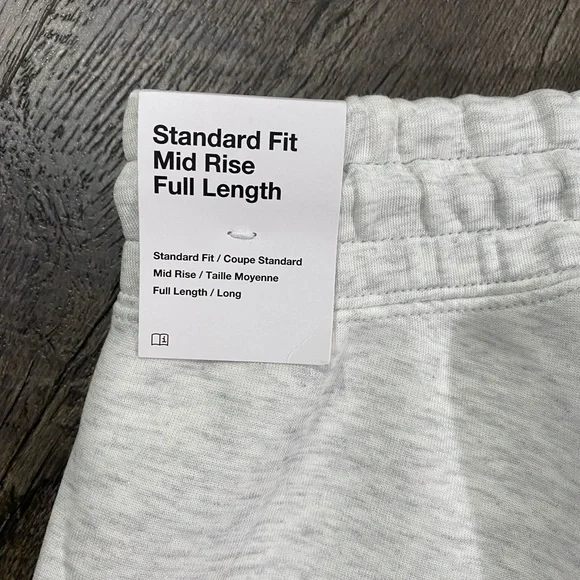 Standard Fit
Mid Rise
Full Length
Standard Fit / Coupe Standard
Mid Rise / Taille Moyenne
Full Length / Long
i